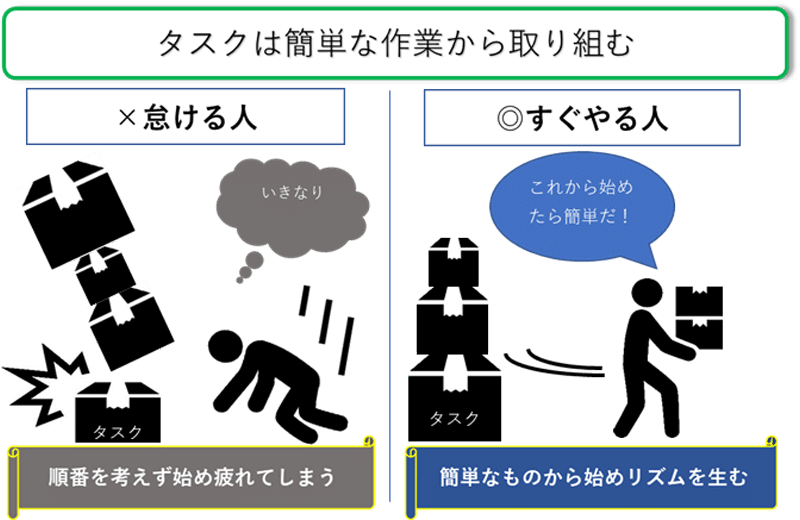 タスクは簡単な作業から取り組む
×怠ける人
いきなり
タスク
順番を考えず始め疲れてしまう
◎すぐやる人
これから始め
たら簡単だ！
タスク
簡単なものから始めリズムを生む